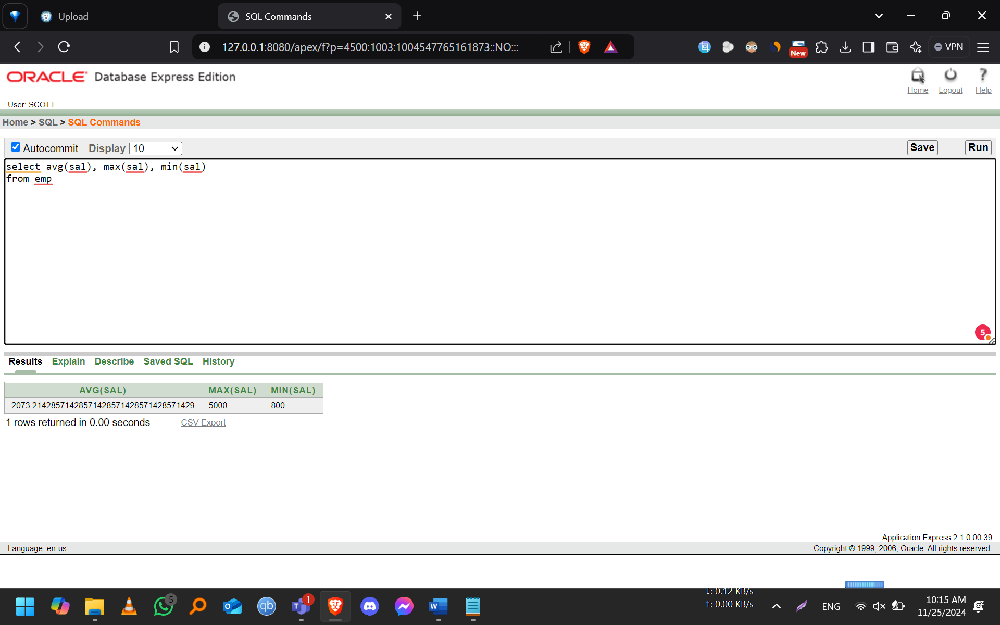 Upload
SQL Commands
127.0.0.1:8080/apex/f?p=4500:1003:1004547765161873::NO:::
New
VPN
ORACLE Database Express Edition
Home
Logout
Help
User: SCOTT
Home > SQL > SQL Commands
Autocommit Display 10
Save
Run
select avg(sal), max(sal), min(sal)
from emp
5
Results Explain Describe Saved SQL History
AVG(SAL) MAX(SAL) MIN(SAL)
2073.21428571428571428571428571428571429 5000 800
1 rows returned in 0.00 seconds CSV Export
Application Express 2.1.0.00.39
Language: en-us
Copyright © 1999, 2006, Oracle. All rights reserved.
5
qb
T
1
W
↓: 0.12 KB/s
↑: 0.00 KB/s
ENG
10:15 AM
11/25/2024